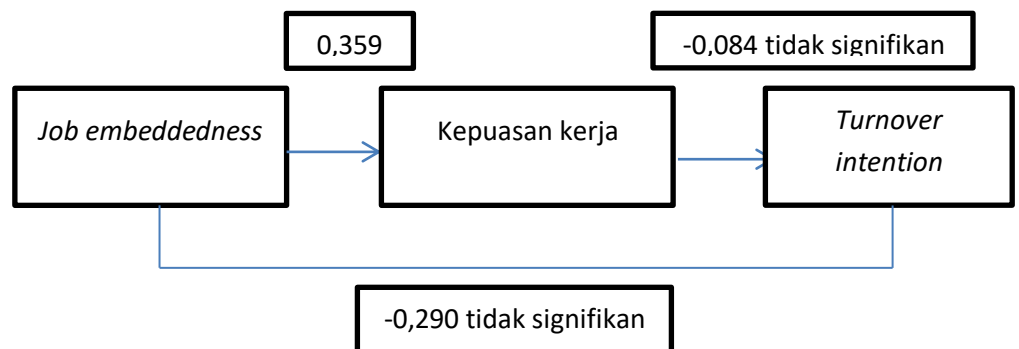 0,359
-0,084 tidak signifikan
Job embeddedness
Kepuasan kerja
Turnover
intention
-0,290 tidak signifikan